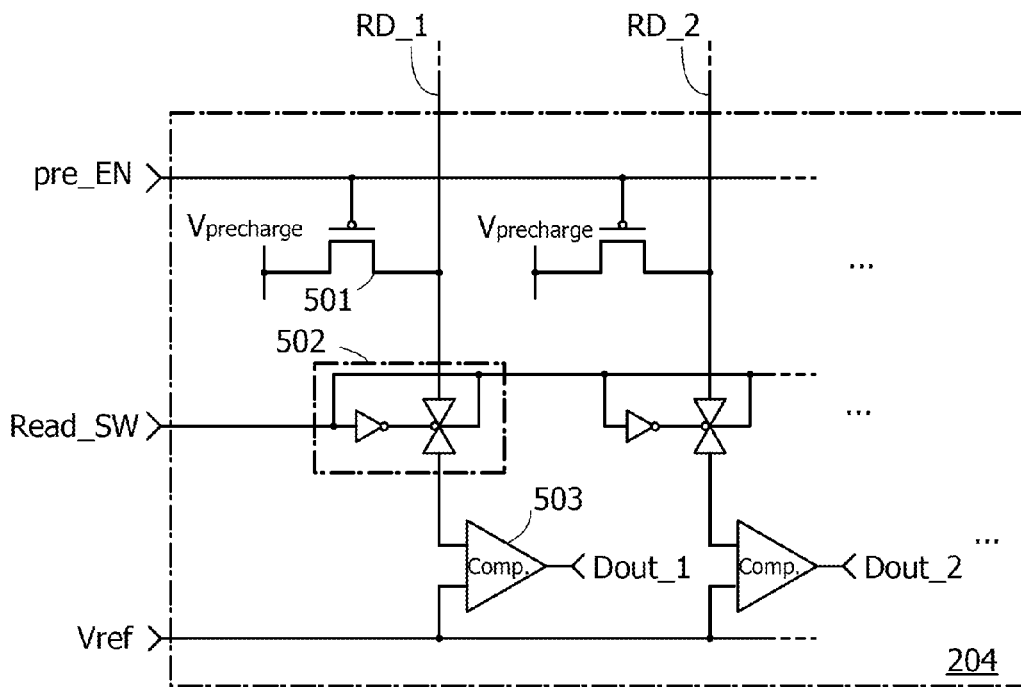 RD_1
RD_2
pre_EN
Vprecharge
Vprecharge
...
501
502
Read_SW
...
503
Comp.
Dout_1
Comp.
Dout_2
...
Vref
204